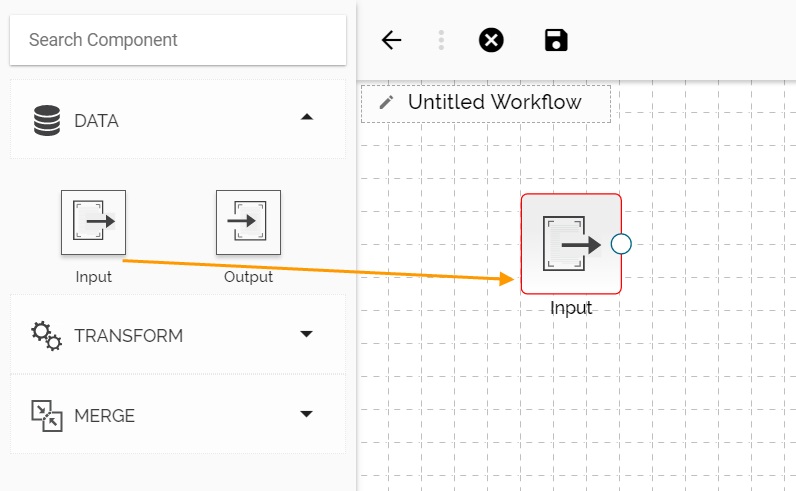 Search Component
DATA
Input
Output
TRANSFORM
MERGE
Untitled Workflow
Input